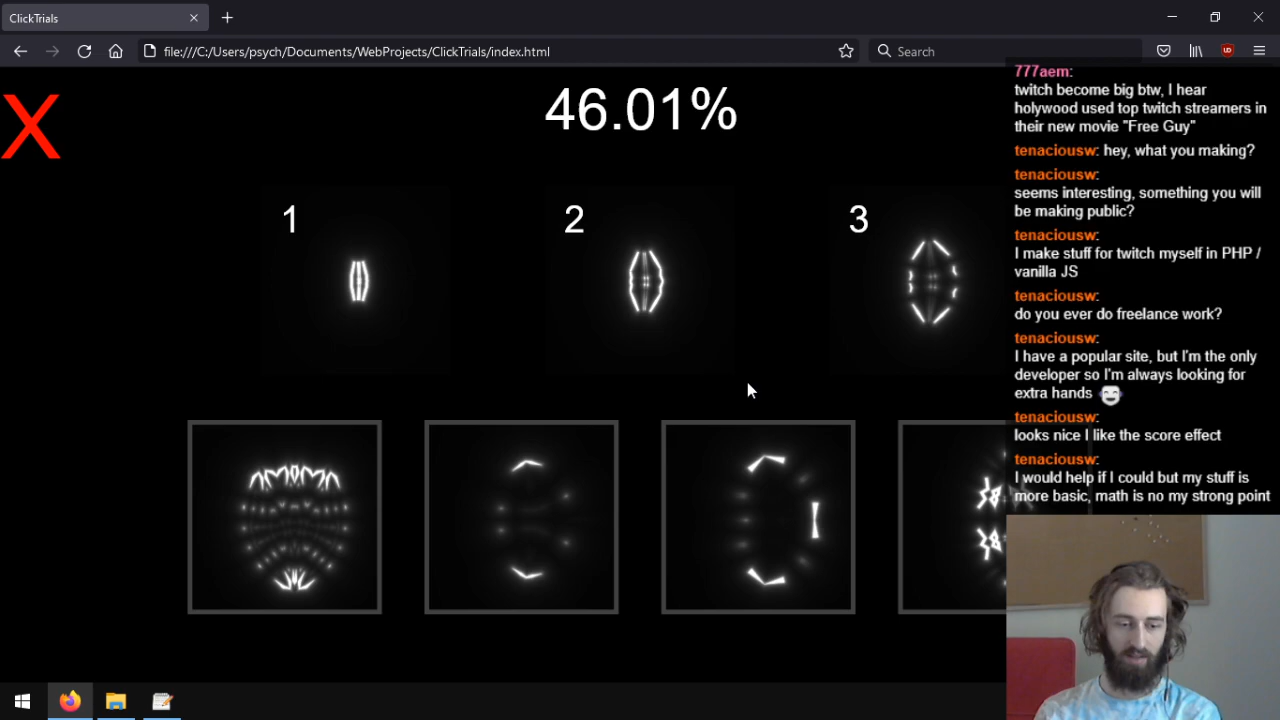 ClickTrials
file:///C:/Users/psych/Documents/WebProjects/ClickTrials/index.html
Search
X
46.01%
1
2
3
777aem:
twitch become big btw, I hear
holywood used top twitch streamers in
their new movie "Free Guy"
tenaciousw: hey, what you making?
tenaciousw:
seems interesting, something you will
be making public?
tenaciousw:
I make stuff for twitch myself in PHP /
vanilla JS
tenaciousw:
do you ever do freelance work?
tenaciousw:
I have a popular site, but I'm the only
developer so I'm always looking for
extra hands
tenaciousw:
looks nice I like the score effect
tenaciousw:
I would help if I could but my stuff is
more basic, math is no my strong point